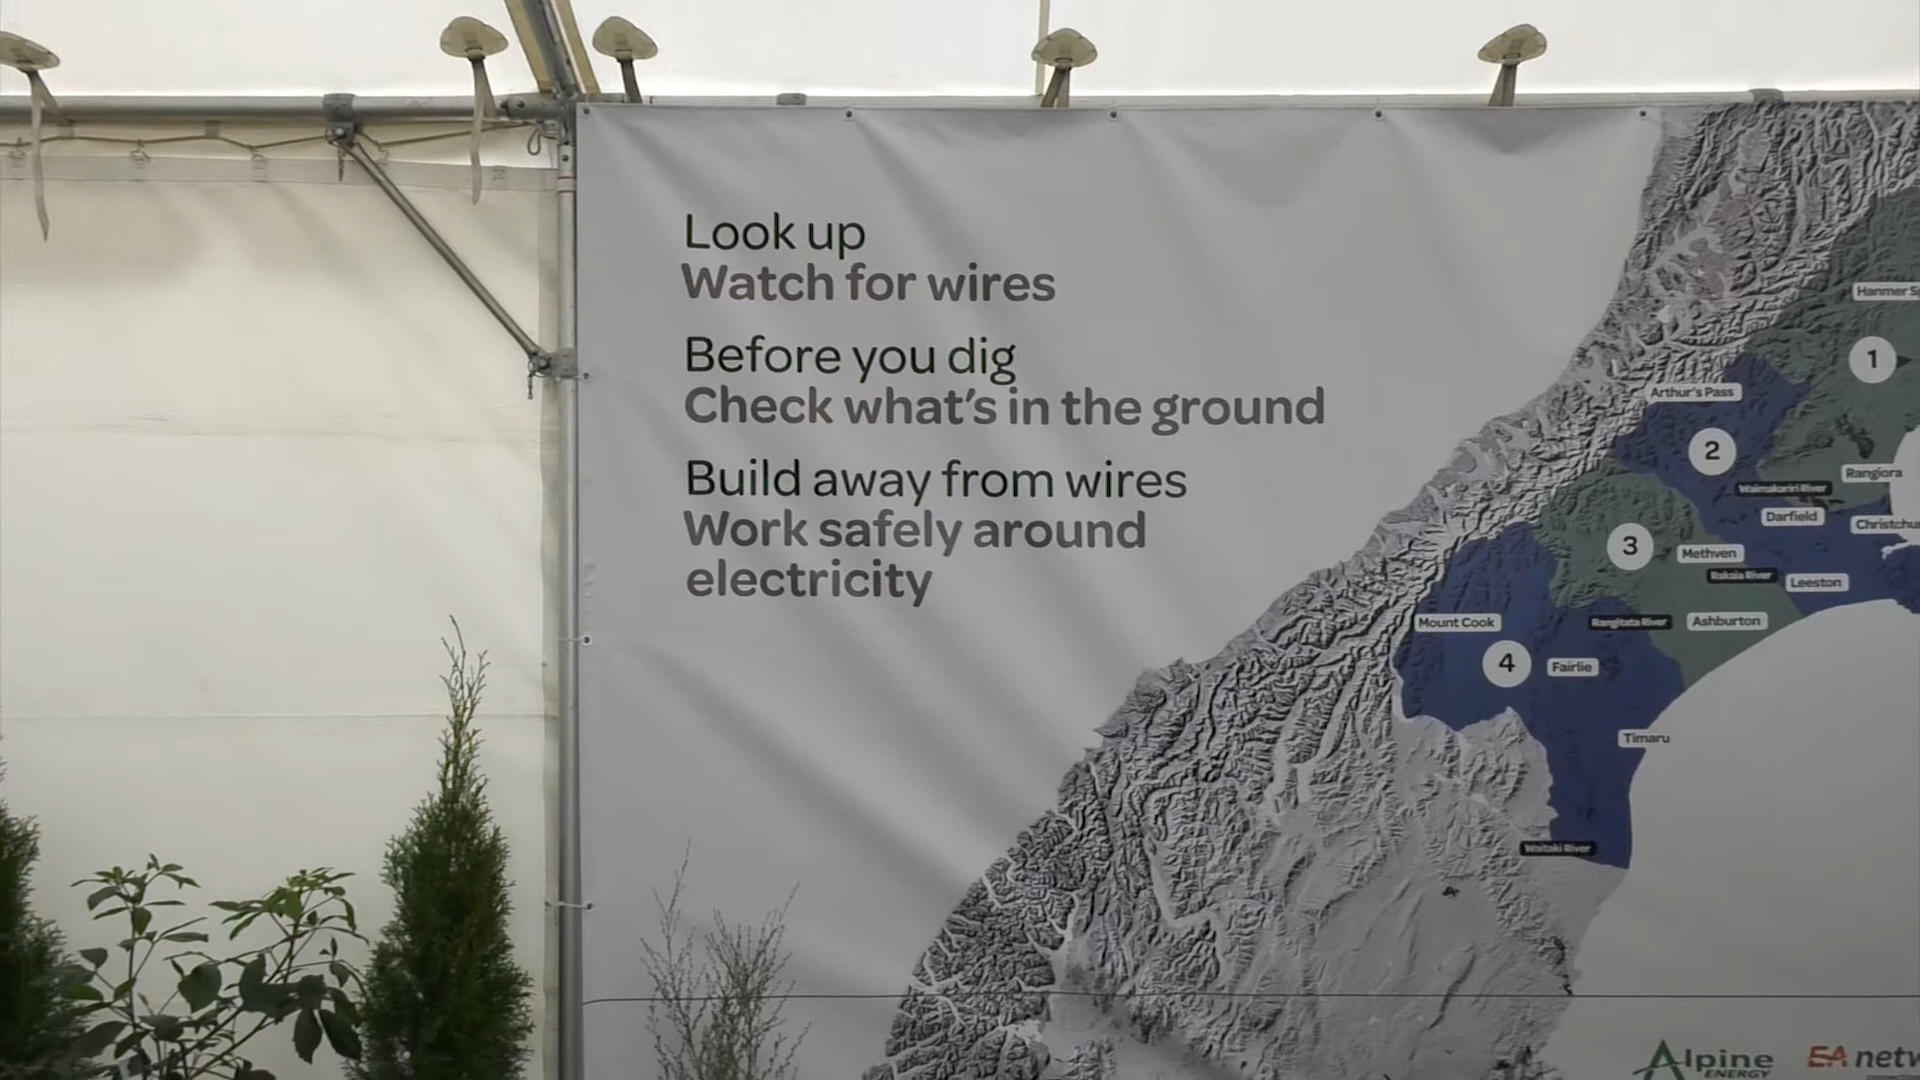 Look up
Watch for wires
Before you dig
Check what's in the ground
Build away from wires
Work safely around
electricity
Hanmer S
1
Arthur's Pass
2
Rangiora
Waimakariri River
Darfield
Christchu
3
Methven
Rakaia River
Leeston
Mount Cook
Rangitata River
Ashburton
4
Fairlie
Timaru
Waitaki River
Alpine
ENERGY
EA netw